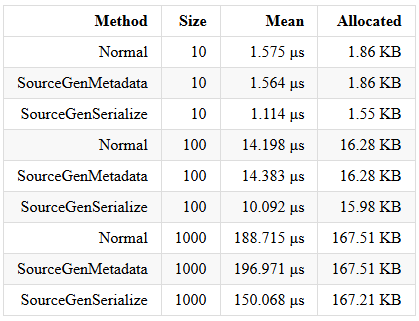 Method Size Mean Allocated
Normal 10 1.575 μs 1.86 KB
SourceGenMetadata 10 1.564 μs 1.86 KB
SourceGenSerialize 10 1.114 μs 1.55 KB
Normal 100 14.198 μs 16.28 KB
SourceGenMetadata 100 14.383 μs 16.28 KB
SourceGenSerialize 100 10.092 μs 15.98 KB
Normal 1000 188.715 μs 167.51 KB
SourceGenMetadata 1000 196.971 μs 167.51 KB
SourceGenSerialize 1000 150.068 μs 167.21 KB